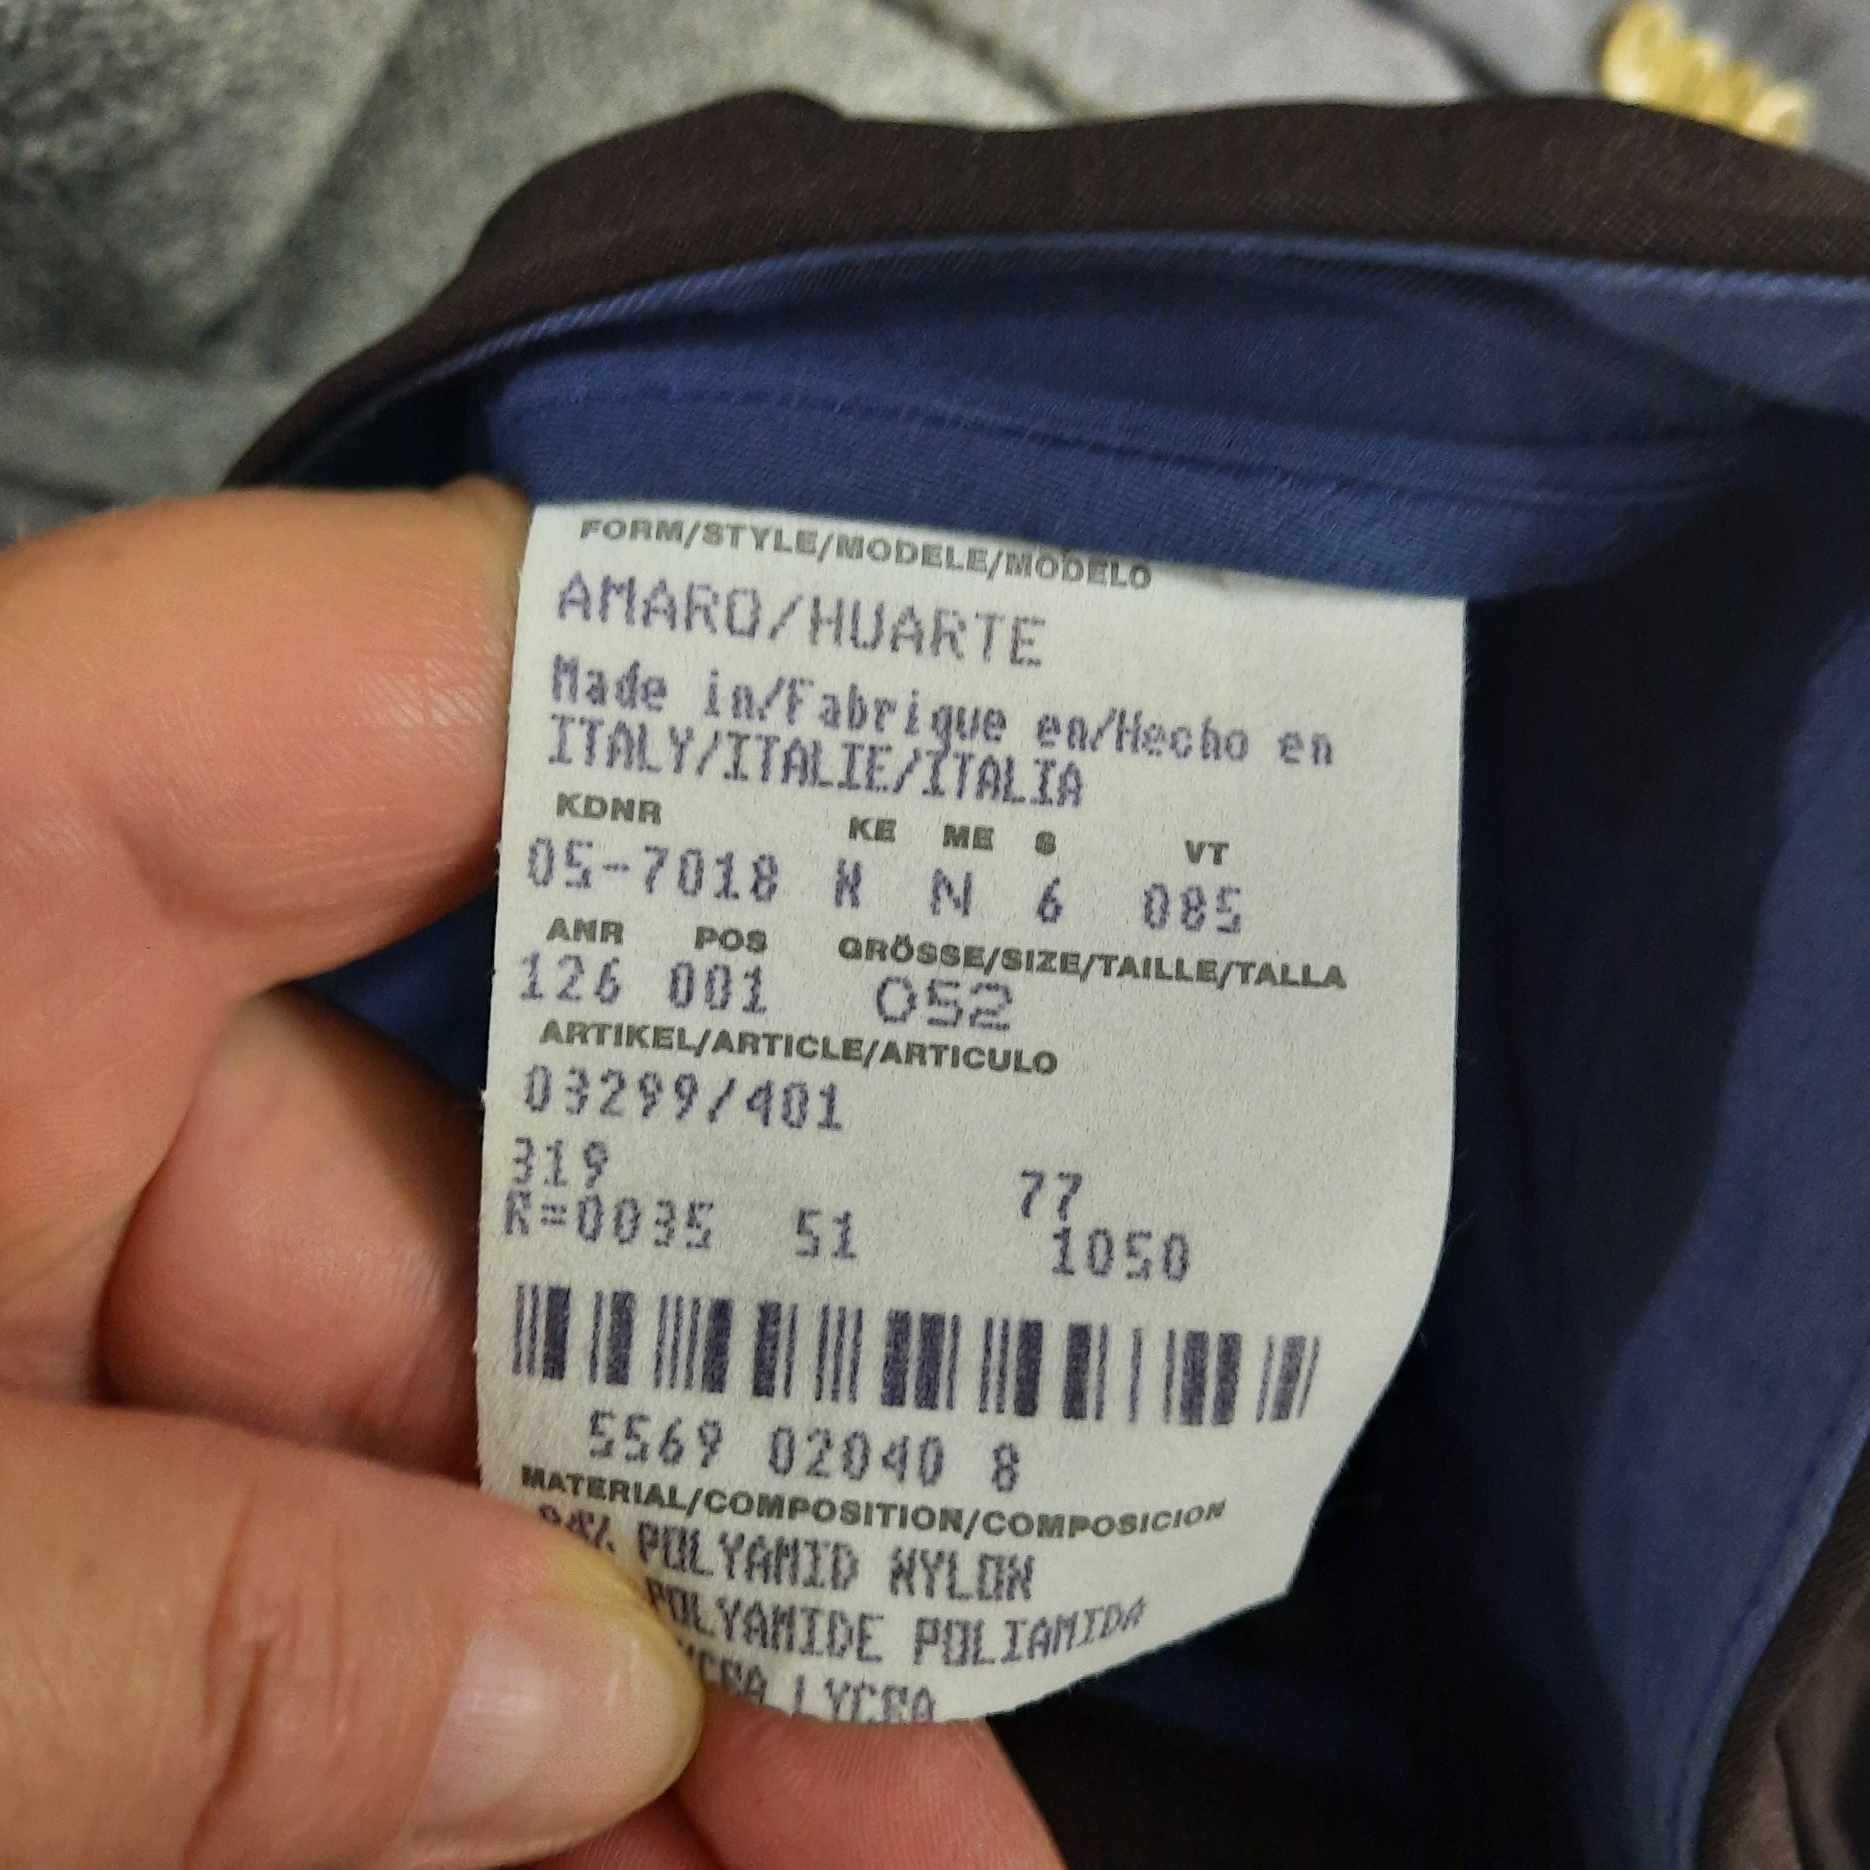 FORM/STYLE/MODELE/MODELO
AMARO/HUARTE
Made in/Fabrique en/Hecho en
ITALY/ITALIE/ITALIA
KDNR KE ME S VT
05-7018 K N 6 085
ANR POS GRÖSSE/SIZE/TAILLE/TALLA
126 001 052
ARTIKEL/ARTICLE/ARTICULO
03299/401
319 77
R=0035 51 1050
5569 02040 8
MATERIAL/COMPOSITION/COMPOSICION
POLYAMID NYLON
POLYAMIDE POLIAMIDA
LYCRA